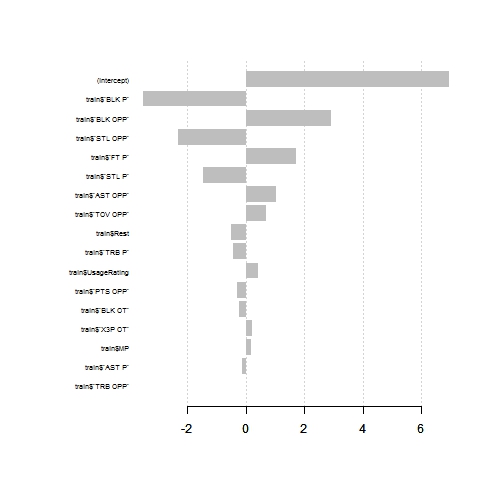 (Intercept)
train$`BLK P`
train$`BLK OPP`
train$`STL OPP`
train$`FT P`
train$`STL P`
train$`AST OPP`
train$`TOV OPP`
train$Rest
train$`TRB P`
train$UsageRating
train$`PTS OPP`
train$`BLK OT`
train$`X3P OT`
train$MP
train$`AST P`
train$`TRB OPP`
-2 0 2 4 6